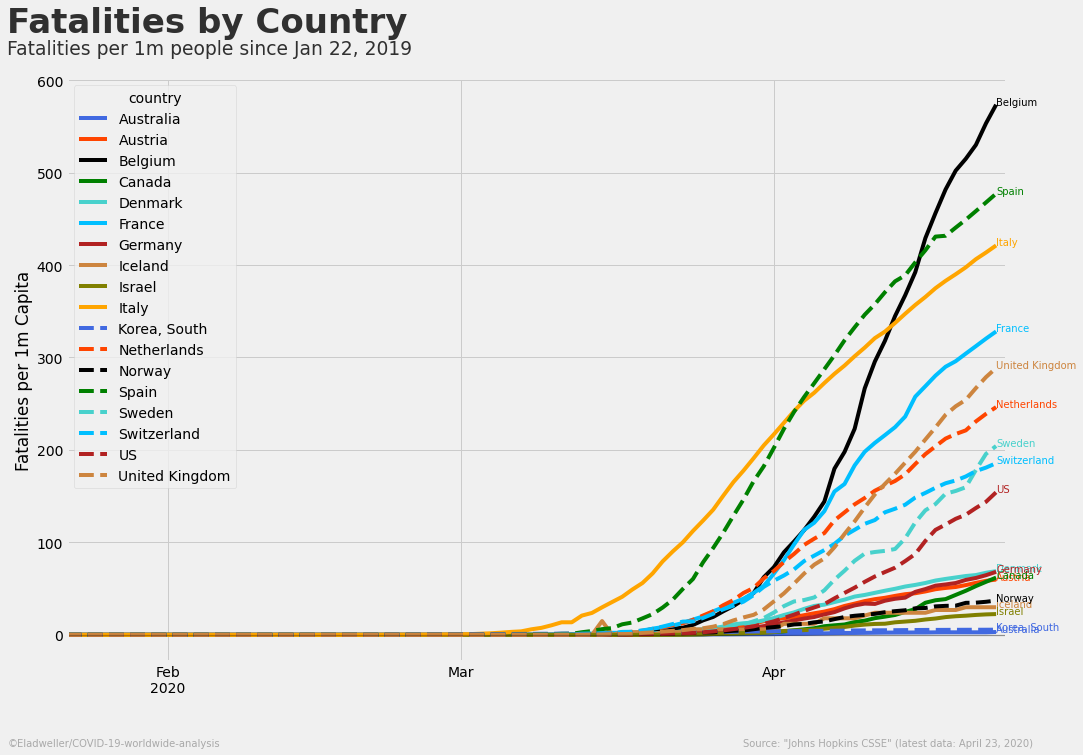 Fatalities by Country
Fatalities per 1m people since Jan 22, 2019
Fatalities per 1m Capita
600
500
400
300
200
100
0
country
Australia
Austria
Belgium
Canada
Denmark
France
Germany
Iceland
Israel
Italy
Korea, South
Netherlands
Norway
Spain
Sweden
Switzerland
US
United Kingdom
Belgium
Spain
Italy
France
United Kingdom
Netherlands
Sweden
Switzerland
US
Denmark
Germany
Austria
Canada
Norway
Iceland
Israel
Korea, South
Australia
Feb
2020
Mar
Apr
©Eladweller/COVID-19-worldwide-analysis
Source: "Johns Hopkins CSSE" (latest data: April 23, 2020)